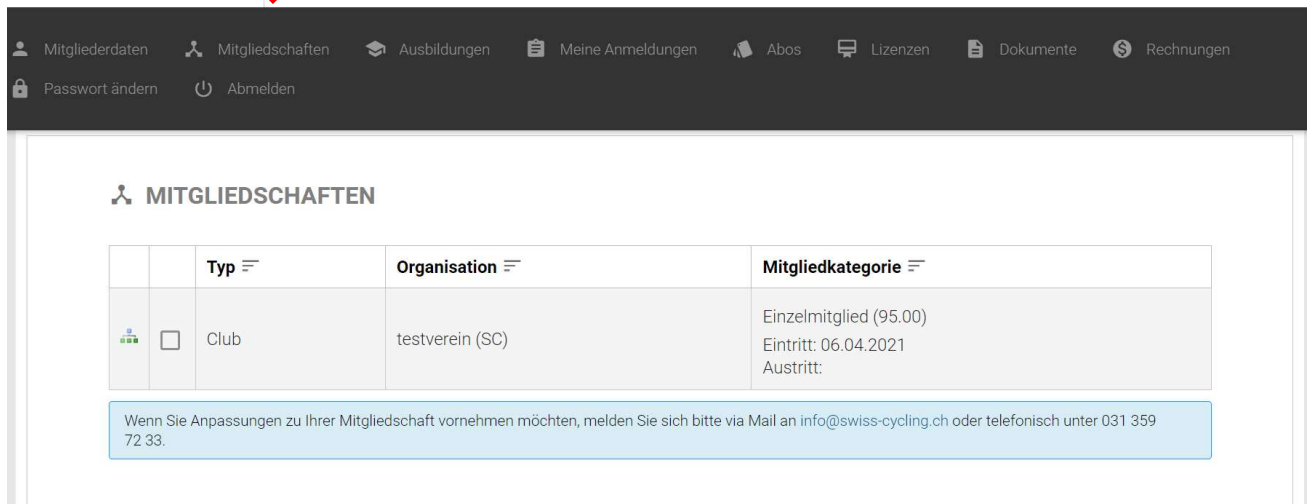 Mitgliederdaten Mitgliedschaften Ausbildungen Meine Anmeldungen Abos Lizenzen Dokumente Rechnungen
Passwort ändern Abmelden
MITGLIEDSCHAFTEN
Typ Organisation Mitgliedkategorie
Club testverein (SC) Einzelmitglied (95.00)
Eintritt: 06.04.2021
Austritt:
Wenn Sie Anpassungen zu Ihrer Mitgliedschaft vornehmen möchten, melden Sie sich bitte via Mail an info@swiss-cycling.ch oder telefonisch unter 031 359
72 33.